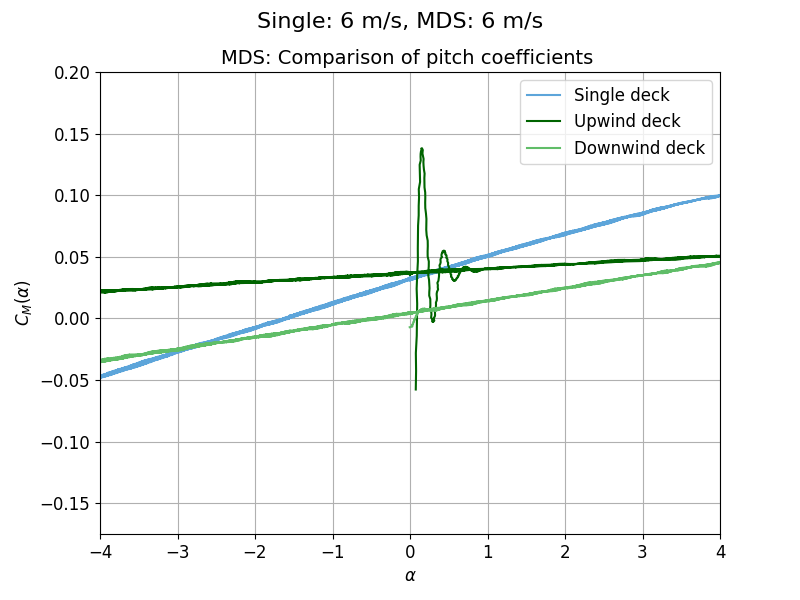 Single: 6 m/s, MDS: 6 m/s
MDS: Comparison of pitch coefficients
Single deck
Upwind deck
Downwind deck
0.20
0.15
0.10
0.05
0.00
−0.05
−0.10
−0.15
C_M(α)
−4 −3 −2 −1 0 1 2 3 4
α